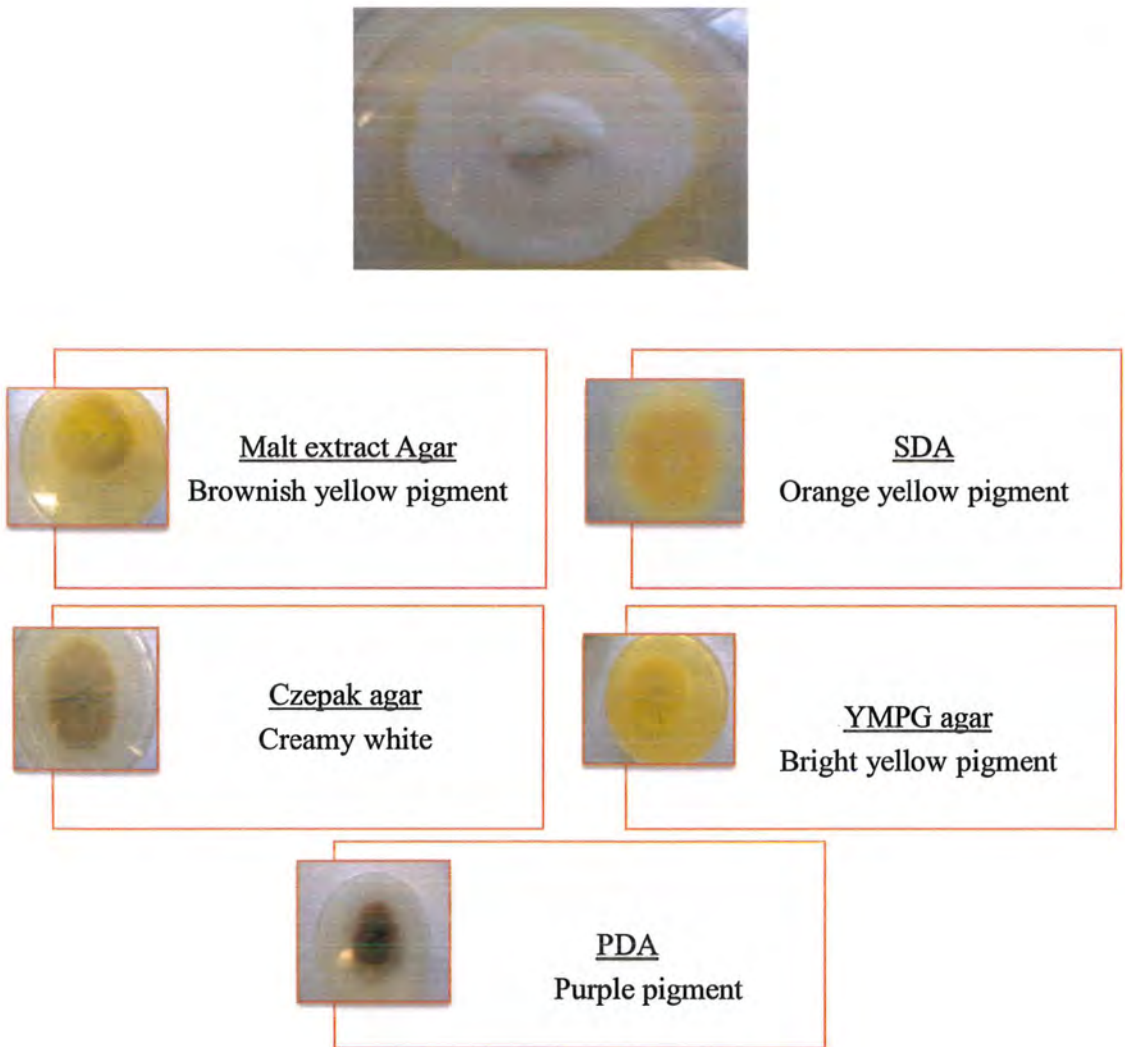 Malt extract Agar
Brownish yellow pigment
SDA
Orange yellow pigment
Czepak agar
Creamy white
YMPG agar
Bright yellow pigment
PDA
Purple pigment